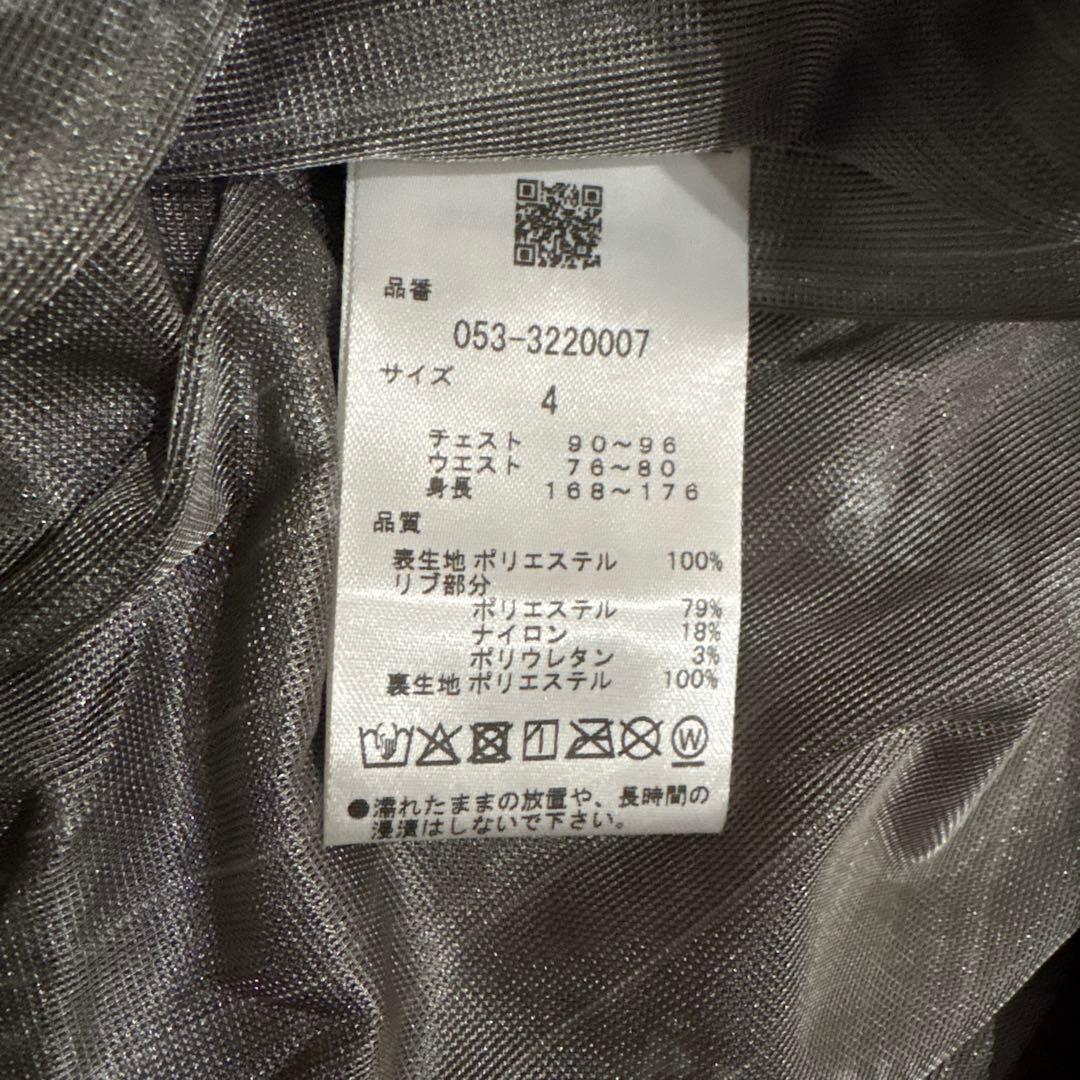 品番
053-3220007
サイズ
4
チェスト 90～96
ウエスト 76～80
身長 168～176
品質
表生地 ポリエステル 100%
リブ部分
ポリエステル 79%
ナイロン 18%
ポリウレタン 3%
裏生地 ポリエステル 100%
W
●濡れたままの放置や、長時間の
浸漬はしないで下さい。